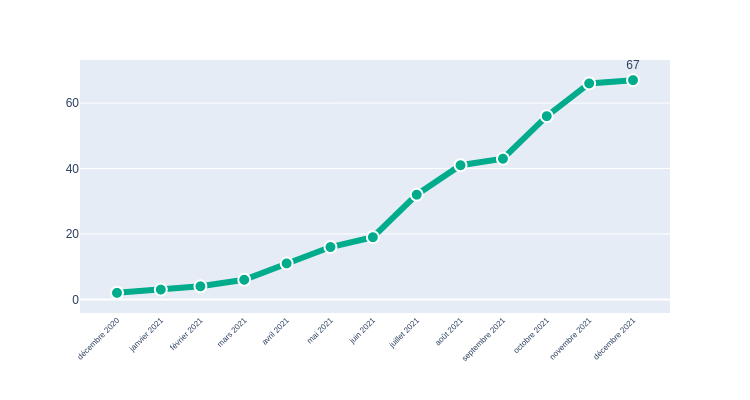 67
60
40
20
0
décembre 2020
janvier 2021
février 2021
mars 2021
avril 2021
mai 2021
juin 2021
juillet 2021
août 2021
septembre 2021
octobre 2021
novembre 2021
décembre 2021